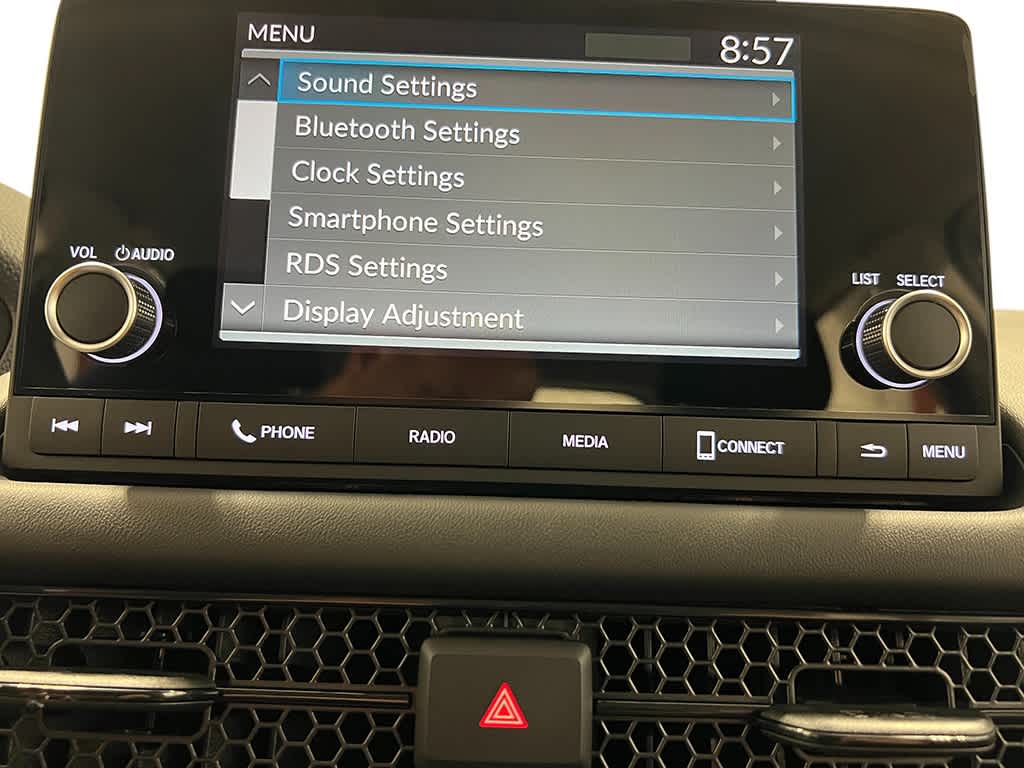 MENU
8:57
Sound Settings
Bluetooth Settings
Clock Settings
Smartphone Settings
RDS Settings
Display Adjustment
VOL AUDIO
LIST SELECT
PHONE
RADIO
MEDIA
CONNECT
MENU